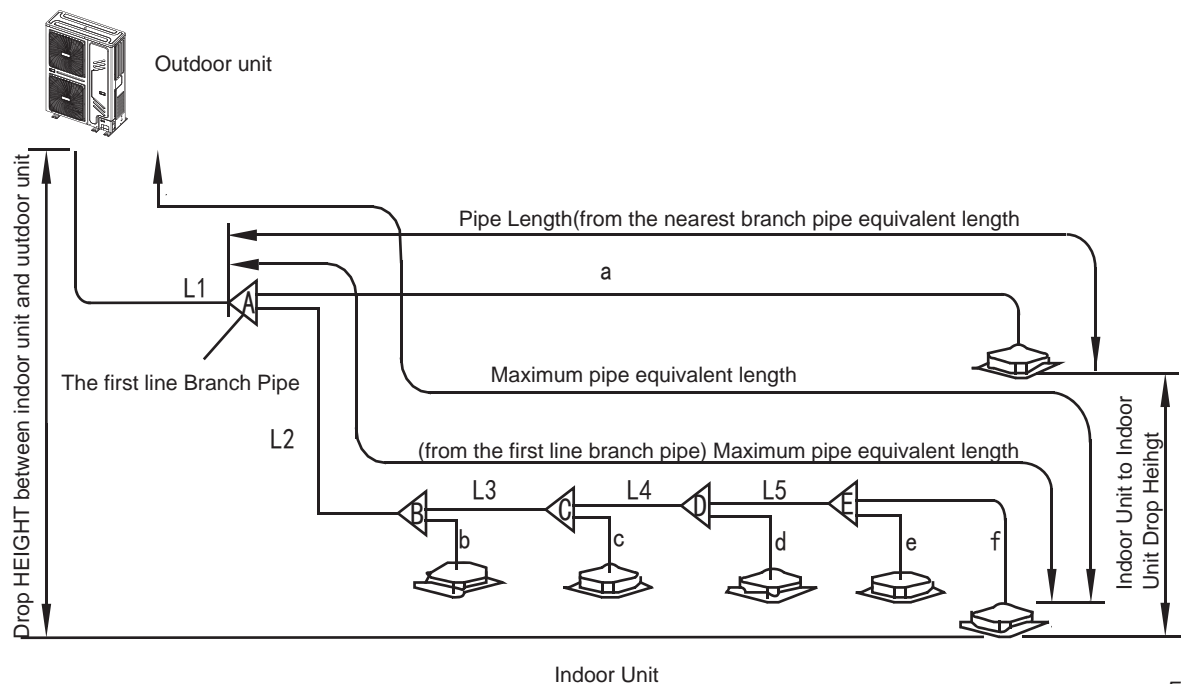 Outdoor unit
Drop HEIGHT between indoor unit and uutdoor unit
Pipe Length(from the nearest branch pipe equivalent length
a
L1
A
The first line Branch Pipe
Maximum pipe equivalent length
L2
(from the first line branch pipe) Maximum pipe equivalent length
Indoor Unit to Indoor
Unit Drop Heihgt
L3
L4
L5
B
C
D
E
b
c
d
e
f
Indoor Unit